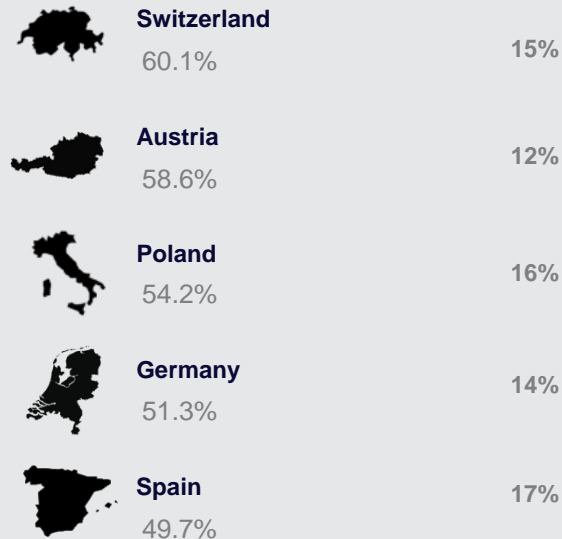 Switzerland
60.1%
15%
Austria
58.6%
12%
Poland
54.2%
16%
Germany
51.3%
14%
Spain
49.7%
17%